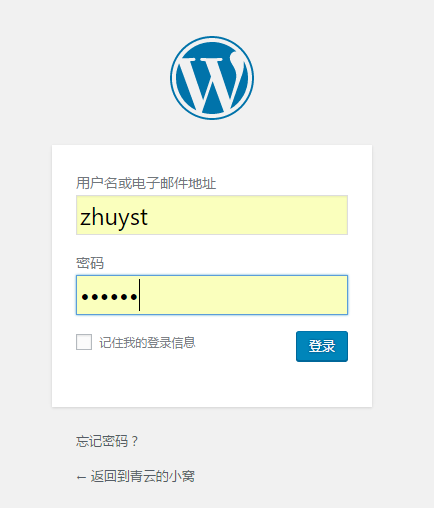 用户名或电子邮件地址
zhuyst
密码
••••••
记住我的登录信息
登录
忘记密码？
← 返回到青云的小窝